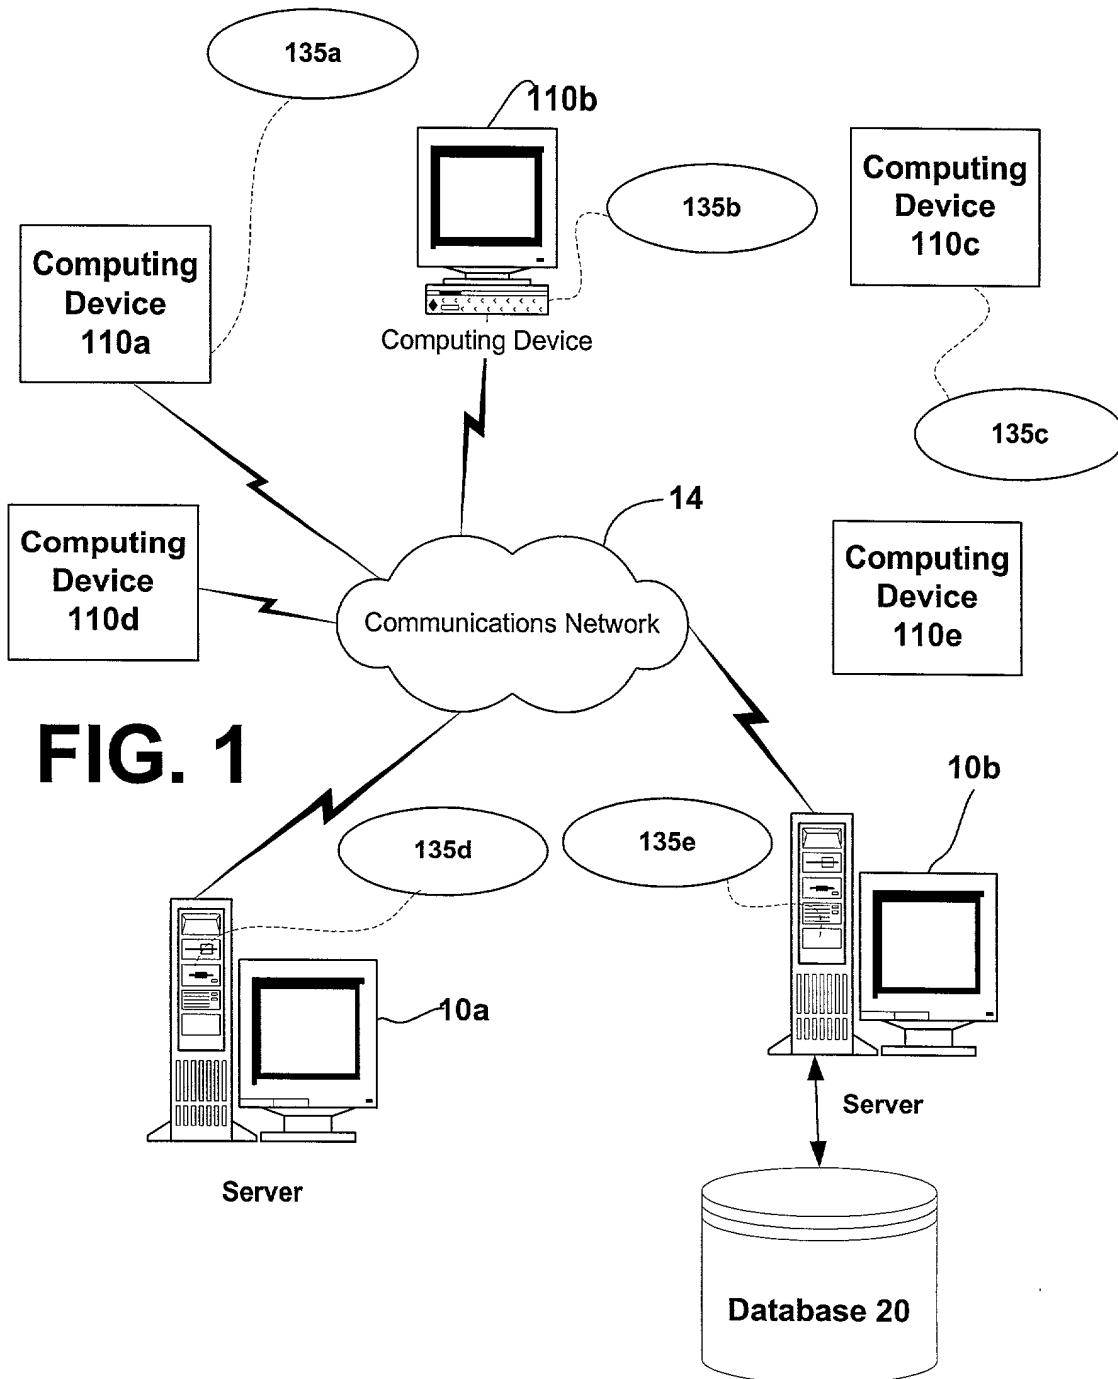 135a
110b
135b
Computing
Device
110c
Computing
Device
110a
Computing Device
135c
14
Computing
Device
110d
Communications Network
Computing
Device
110e
FIG. 1
10b
135d
135e
10a
Server
Server
Database 20